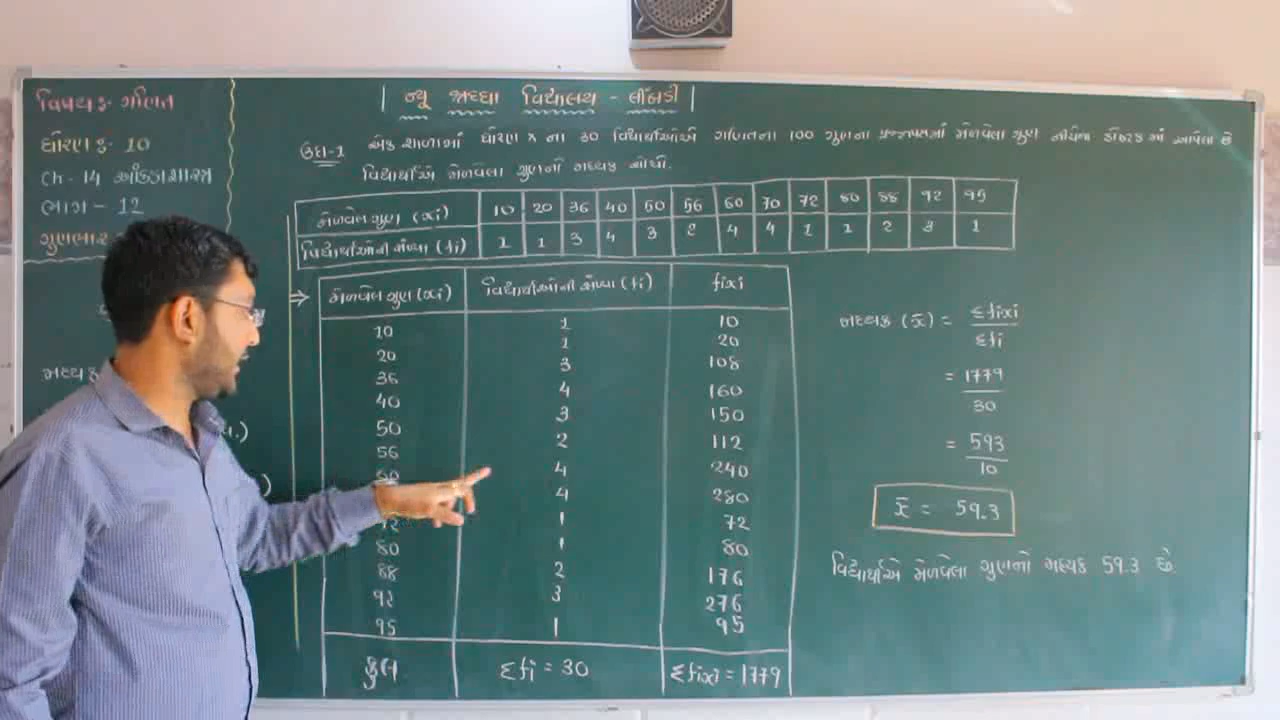 વિષય : ગણિત
ધોરણ : 10
ch - 14 આંકડાશાસ્ત્ર
ભાગ - 12
| ન્યૂ શ્રધ્ધા વિદ્યાલય - લીંબડી |
ઉદા-1 એક શાળામાં ધોરણ X ના 30 વિદ્યાર્થીઓએ ગણિતના 100 ગુણના પ્રશ્નપત્રમાં મેળવેલા ગુણ નીચેના કોષ્ટક માં આપેલા છે
વિદ્યાર્થીએ મેળવેલા ગુણનો મધ્યક શોધો.
મેળવેલ ગુણ (xi) 10 20 36 40 50 56 60 70 72 80 88 92 95
વિદ્યાર્થીઓની સંખ્યા (fi) 1 1 3 4 3 2 4 4 1 1 2 3 1
⇒ મેળવેલ ગુણ (xi) વિદ્યાર્થીઓની સંખ્યા (fi) fixi
10 1 10
20 1 20
36 3 108
40 4 160
50 3 150
56 2 112
4 240
4 280
72 1 72
80 1 80
88 2 176
92 3 276
95 1 95
કુલ Σfi = 30 Σfixi = 1779
મધ્યક (x̄) = Σfixi / Σfi
= 1779 / 30
= 593 / 10
x̄ = 59.3
વિદ્યાર્થીએ મેળવેલા ગુણનો મધ્યક 59.3 છે.
મધ્યક